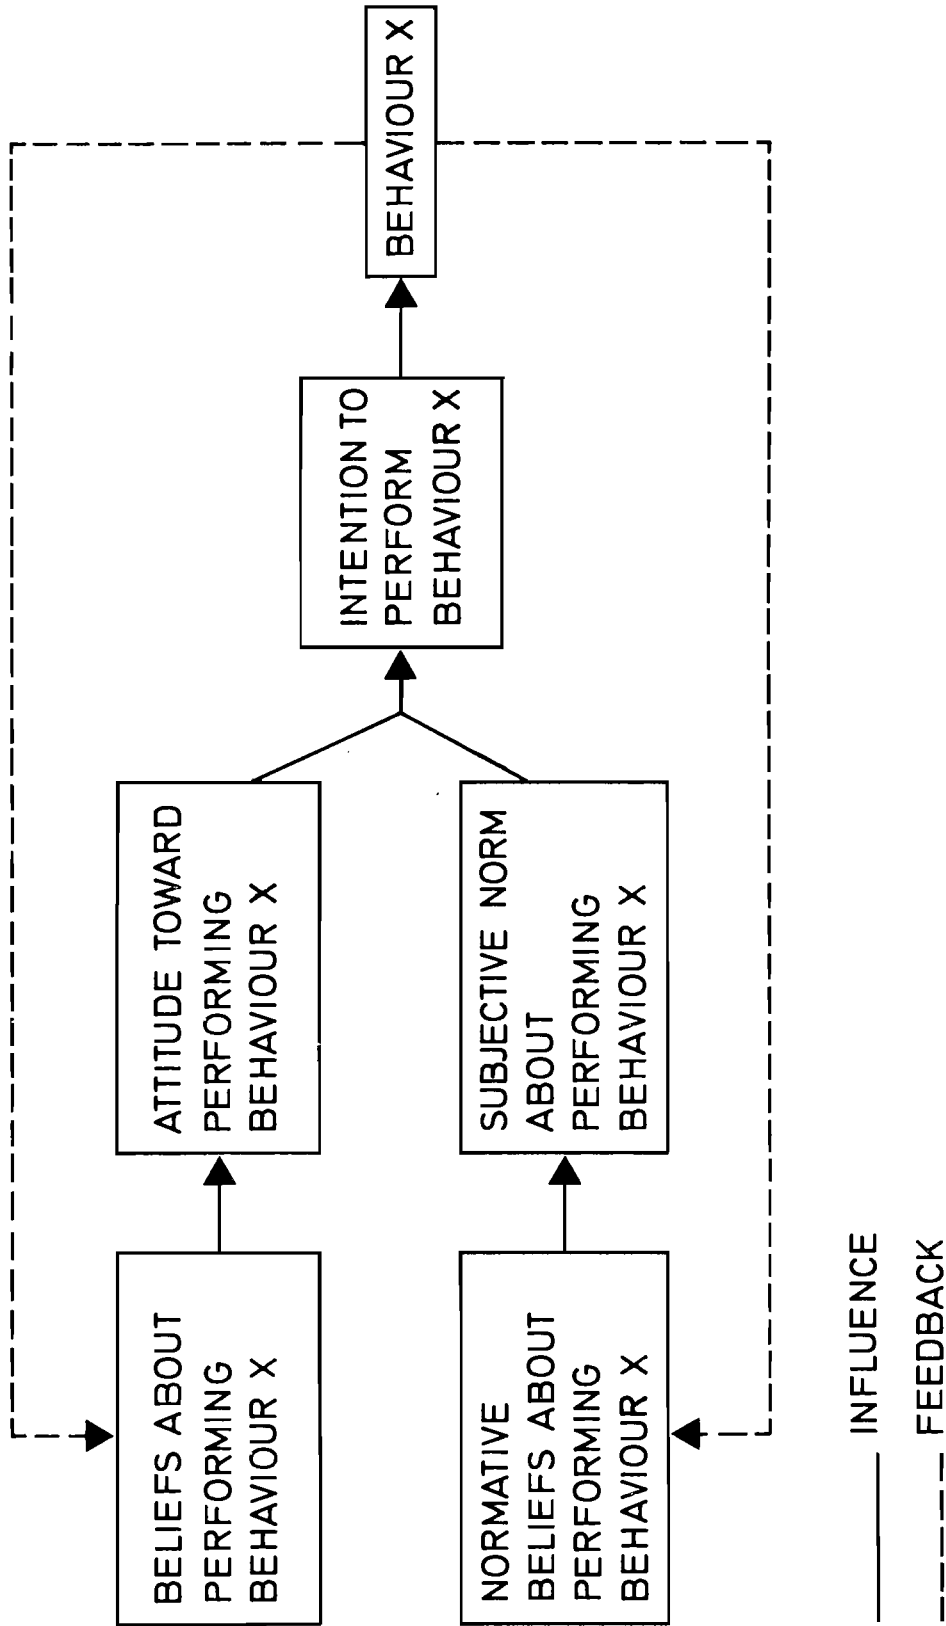 BELIEFS ABOUT
PERFORMING
BEHAVIOUR X
ATTITUDE TOWARD
PERFORMING
BEHAVIOUR X
NORMATIVE
BELIEFS ABOUT
PERFORMING
BEHAVIOUR X
SUBJECTIVE NORM
ABOUT
PERFORMING
BEHAVIOUR X
INTENTION TO
PERFORM
BEHAVIOUR X
BEHAVIOUR X
INFLUENCE
FEEDBACK